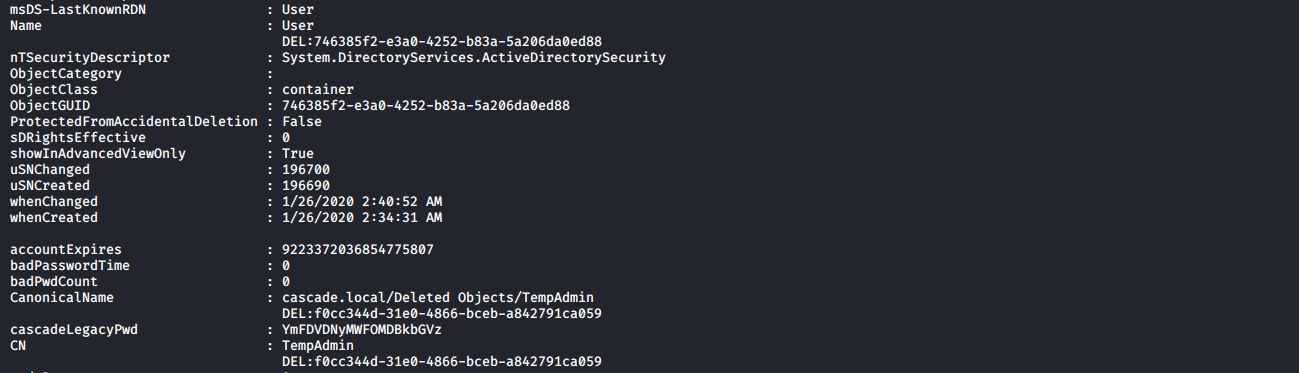 msDS-LastKnownRDN : User
Name : User
DEL:746385f2-e3a0-4252-b83a-5a206da0ed88
nTSecurityDescriptor : System.DirectoryServices.ActiveDirectorySecurity
ObjectCategory :
ObjectClass : container
ObjectGUID : 746385f2-e3a0-4252-b83a-5a206da0ed88
ProtectedFromAccidentalDeletion : False
sDRightsEffective : 0
showInAdvancedViewOnly : True
uSNChanged : 196700
uSNCreated : 196690
whenChanged : 1/26/2020 2:40:52 AM
whenCreated : 1/26/2020 2:34:31 AM
accountExpires : 9223372036854775807
badPasswordTime : 0
badPwdCount : 0
CanonicalName : cascade.local/Deleted Objects/TempAdmin
DEL:f0cc344d-31e0-4866-bceb-a842791ca059
cascadeLegacyPwd : YmFDVDNyMWFOMDBkbGVz
CN : TempAdmin
DEL:f0cc344d-31e0-4866-bceb-a842791ca059